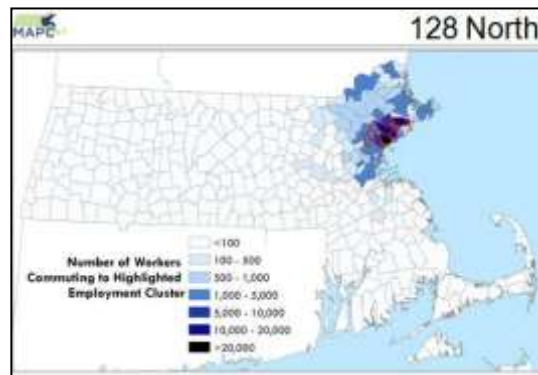 MAPC
128 North
Number of Workers
Commuting to Highlighted
Employment Cluster
<100
100 - 500
500 - 1,000
1,000 - 5,000
5,000 - 10,000
10,000 - 20,000
>20,000